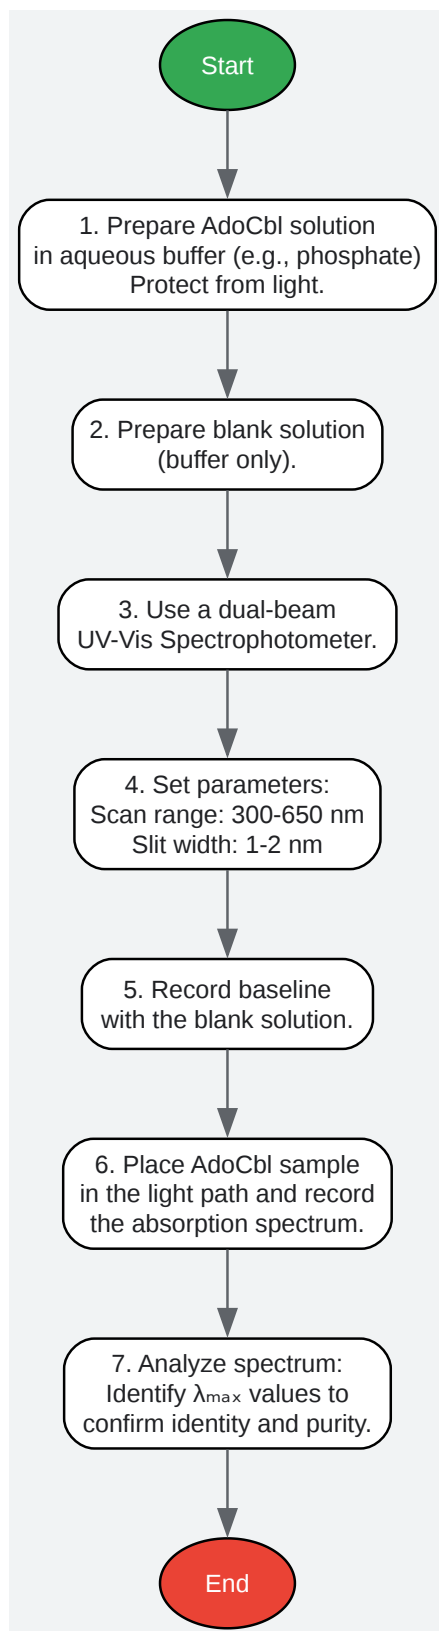 Start
1. Prepare AdoCbl solution
in aqueous buffer (e.g., phosphate)
Protect from light.
2. Prepare blank solution
(buffer only).
3. Use a dual-beam
UV-Vis Spectrophotometer.
4. Set parameters:
Scan range: 300-650 nm
Slit width: 1-2 nm
5. Record baseline
with the blank solution.
6. Place AdoCbl sample
in the light path and record
the absorption spectrum.
7. Analyze spectrum:
Identify λₘₐₓ values to
confirm identity and purity.
End